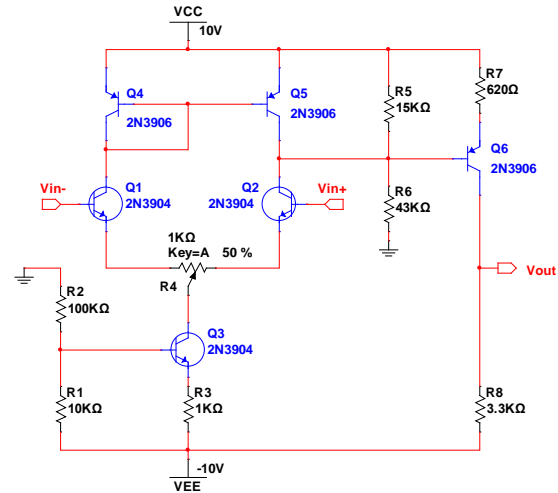 VCC
10V
Q4
2N3906
Q5
2N3906
R5
15KΩ
R7
620Ω
Q6
2N3906
Vin-
Q1
2N3904
Q2
2N3904
Vin+
R6
43KΩ
1KΩ
Key=A 50 %
R4
Vout
R2
100KΩ
Q3
2N3904
R1
10KΩ
R3
1KΩ
R8
3.3KΩ
-10V
VEE